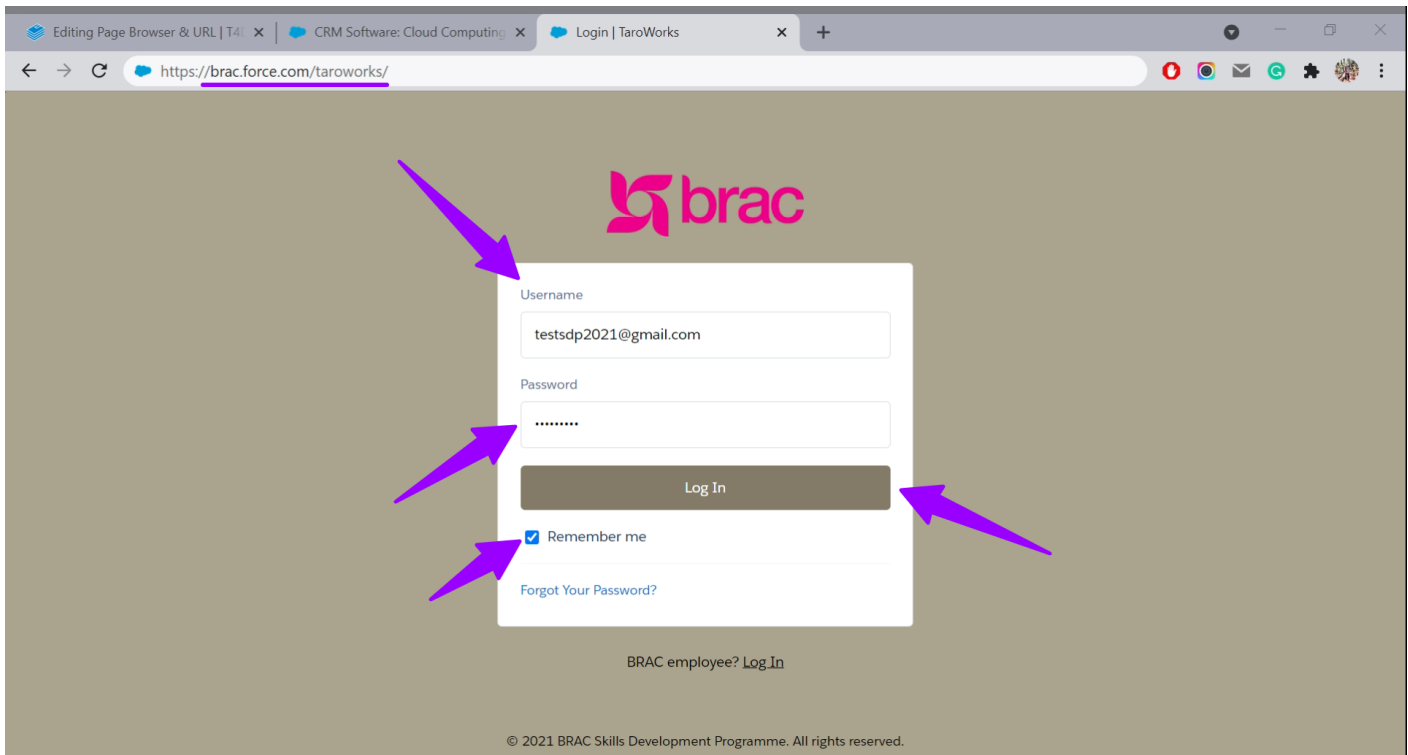 Editing Page Browser & URL | T4
CRM Software: Cloud Computing
Login | TaroWorks
https://brac.force.com/taroworks/
brac
Username
testsdp2021@gmail.com
Password
•••••••••
Log In
Remember me
Forgot Your Password?
BRAC employee? Log In
© 2021 BRAC Skills Development Programme. All rights reserved.